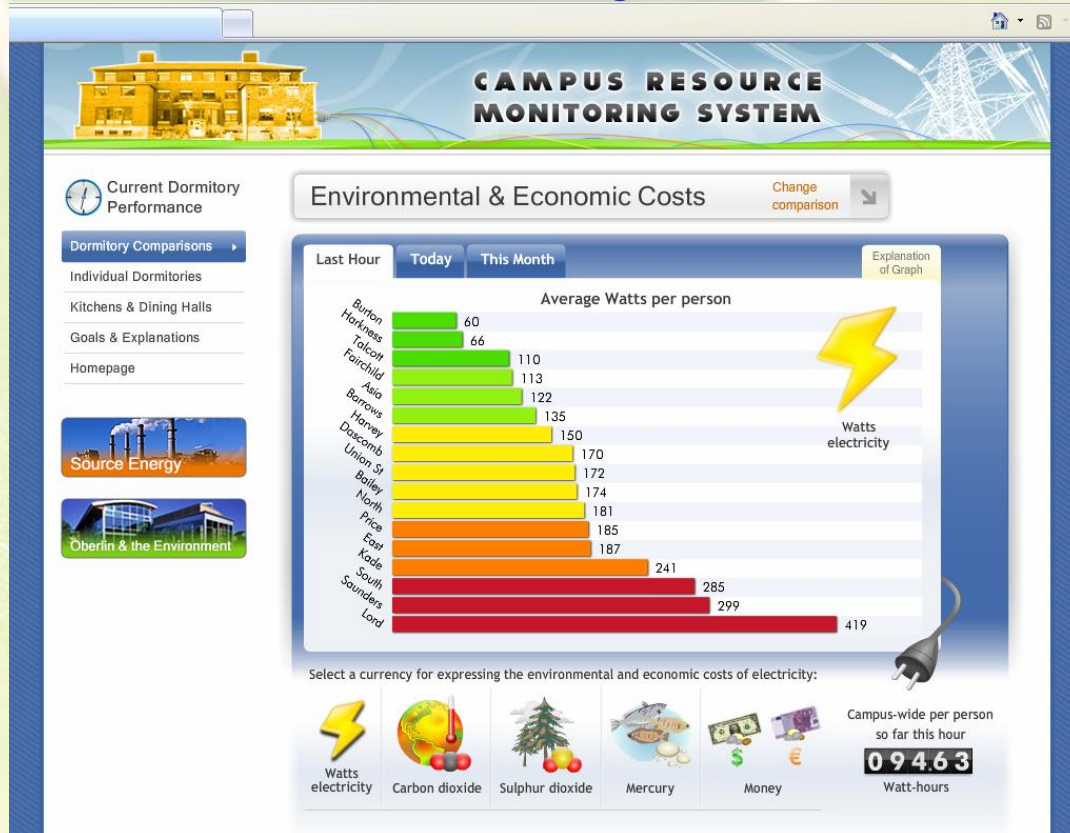 CAMPUS RESOURCE
MONITORING SYSTEM
Current Dormitory
Performance
Dormitory Comparisons
Individual Dormitories
Kitchens & Dining Halls
Goals & Explanations
Homepage
Source Energy
Oberlin & the Environment
Environmental & Economic Costs
Change
comparison
Last Hour
Today
This Month
Explanation
of Graph
Average Watts per person
Burton 60
Harkness 66
Talcott 110
Fairchild 113
Asia 122
Barrows 135
Harvey 150
Dascomb 170
Union St 172
Bailey 174
North 181
Price 185
East 187
Kade 241
South 285
Saunders 299
Lord 419
Watts
electricity
Select a currency for expressing the environmental and economic costs of electricity:
Watts
electricity
Carbon dioxide
Sulphur dioxide
Mercury
$ €
Money
Campus-wide per person
so far this hour
094.63
Watt-hours